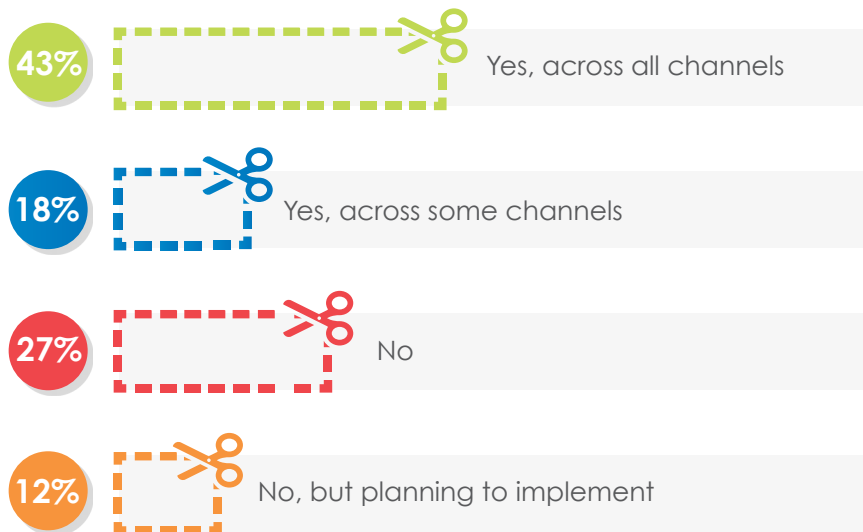 43%
Yes, across all channels
18%
Yes, across some channels
27%
No
12%
No, but planning to implement